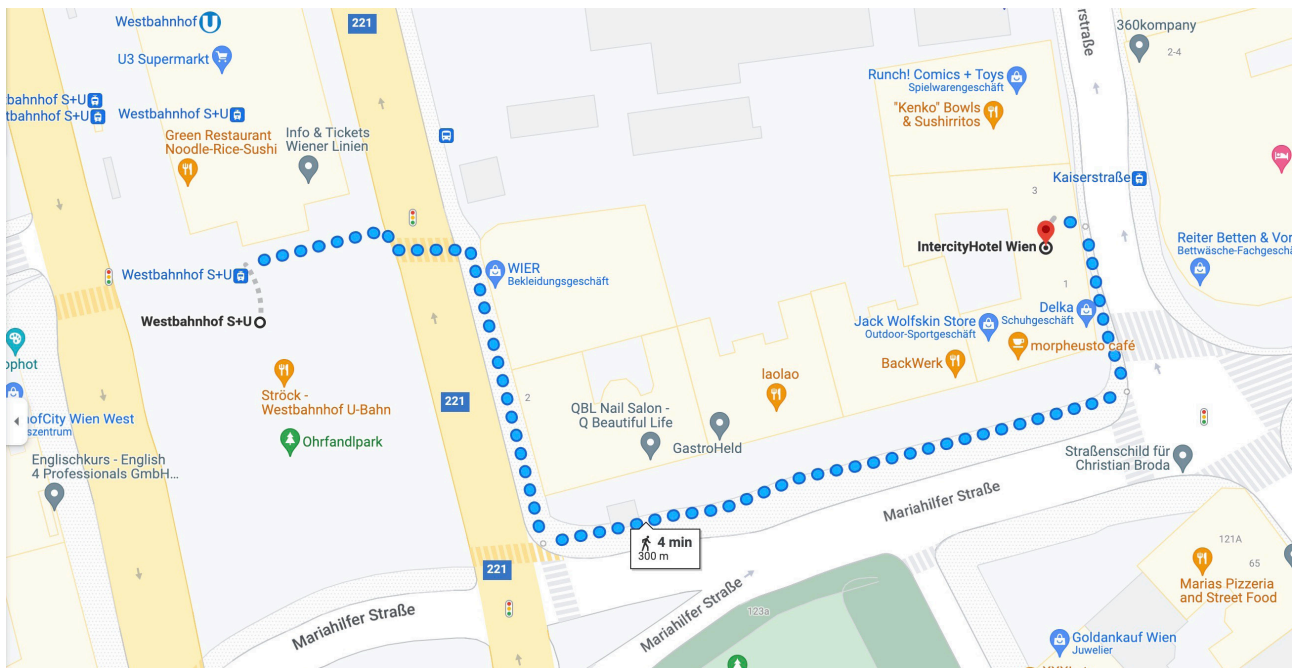 Westbahnhof
U
221
rstraße
360kompany
2-4
U3 Supermarkt
Runch! Comics + Toys
Spielwarengeschäft
bahnhof S+U
tbahnhof S+U
Westbahnhof S+U
"Kenko" Bowls
& Sushirritos
Green Restaurant
Noodle-Rice-Sushi
Info & Tickets
Wiener Linien
Kaiserstraße
3
IntercityHotel Wien
Reiter Betten & Vor
Bettwäsche-Fachgeschä
Westbahnhof S+U
WIER
Bekleidungsgeschäft
1
Westbahnhof S+U
Delka
Schuhgeschäft
Jack Wolfskin Store
Outdoor-Sportgeschäft
morpheusto café
BackWerk
ophot
laolao
Ströck -
Westbahnhof U-Bahn
2
221
QBL Nail Salon -
Q Beautiful Life
GastroHeld
hofCity Wien West
szentrum
Ohrfandlpark
Englischkurs - English
4 Professionals GmbH...
Straßenschild für
Christian Broda
Mariahilfer Straße
4 min
300 m
121A
65
221
Marias Pizzeria
and Street Food
Mariahilfer Straße
Mariahilfer Straße
123a
Goldankauf Wien
Juwelier